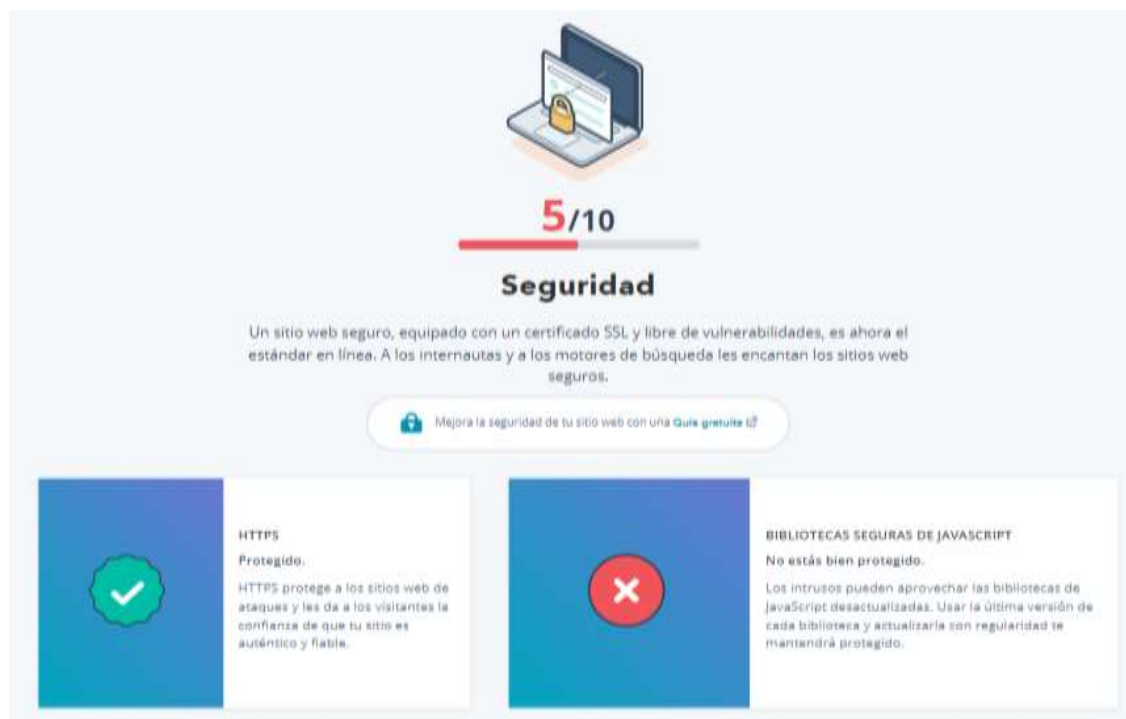 5/10
Seguridad
Un sitio web seguro, equipado con un certificado SSL y libre de vulnerabilidades, es ahora el
estándar en línea. A los internautas y a los motores de búsqueda les encantan los sitios web
seguros.
Mejora la seguridad de tu sitio web con una Guía gratuita
HTTPS
Protegido.
HTTPS protege a los sitios web de
ataques y les da a los visitantes la
confianza de que tu sitio es
auténtico y fiable.
BIBLIOTECAS SEGURAS DE JAVASCRIPT
No estás bien protegido.
Los intrusos pueden aprovechar las bibliotecas de
JavaScript desactualizadas. Usar la última versión de
cada biblioteca y actualizarla con regularidad te
mantendrá protegido.